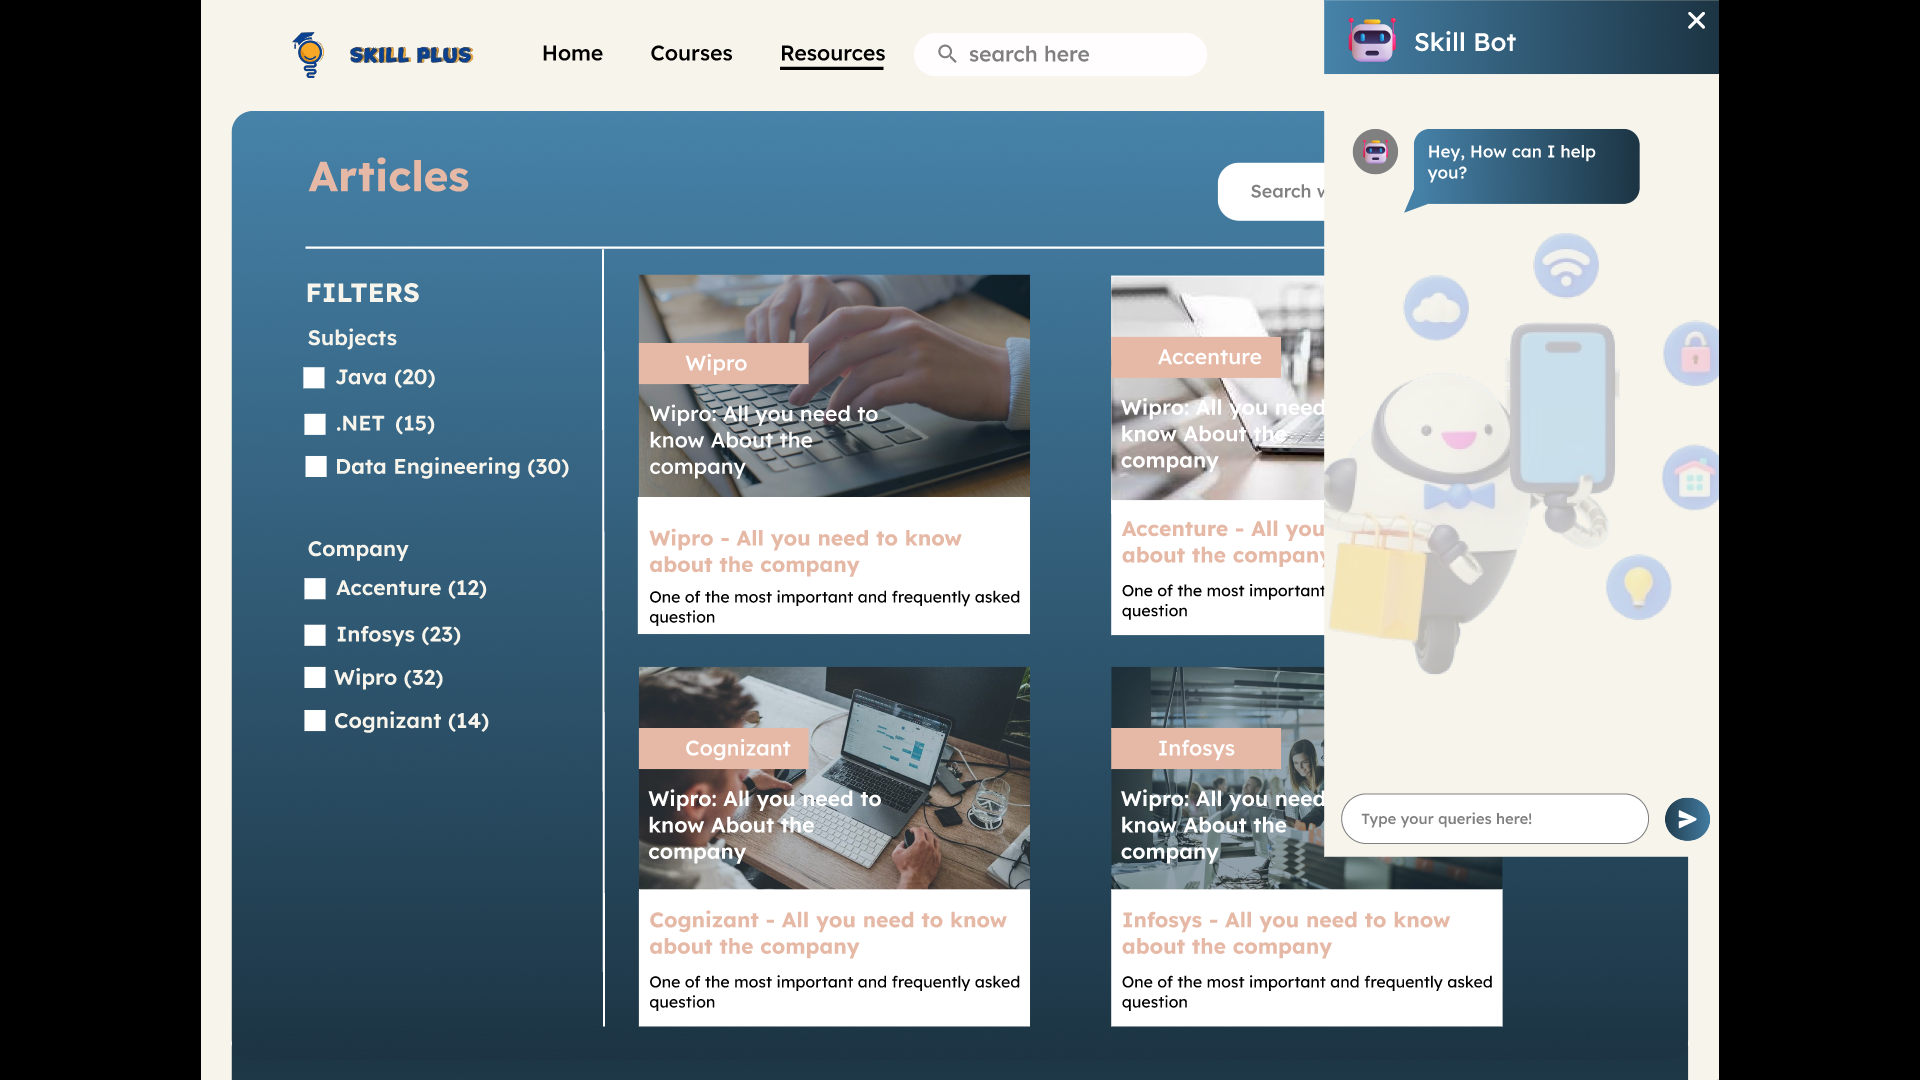 SKILL PLUS
Home
Courses
Resources
search here
Skill Bot
Articles
Search
Hey, How can I help
you?
FILTERS
Subjects
Java (20)
.NET (15)
Data Engineering (30)
Company
Accenture (12)
Infosys (23)
Wipro (32)
Cognizant (14)
Wipro
Wipro: All you need to
know About the
company
Wipro - All you need to know
about the company
One of the most important and frequently asked
question
Accenture
Wipro: All you need
know About the
company
Accenture - All you
about the company
One of the most important
question
Cognizant
Wipro: All you need to
know About the
company
Cognizant - All you need to know
about the company
One of the most important and frequently asked
question
Infosys
Wipro: All you need
know About the
company
Infosys - All you need to know
about the company
One of the most important and frequently asked
question
Type your queries here!